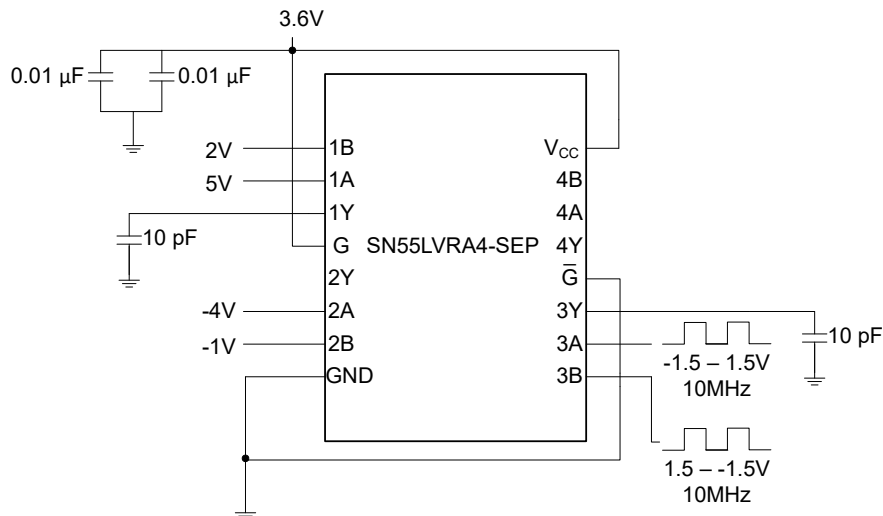 3.6V
0.01 µF
0.01 µF
2V
5V
10 pF
-4V
-1V
1B
1A
1Y
G
2Y
2A
2B
GND
SN55LVRA4-SEP
V_CC
4B
4A
4Y
G̅
3Y
3A
3B
10 pF
-1.5 – 1.5V
10MHz
1.5 – -1.5V
10MHz